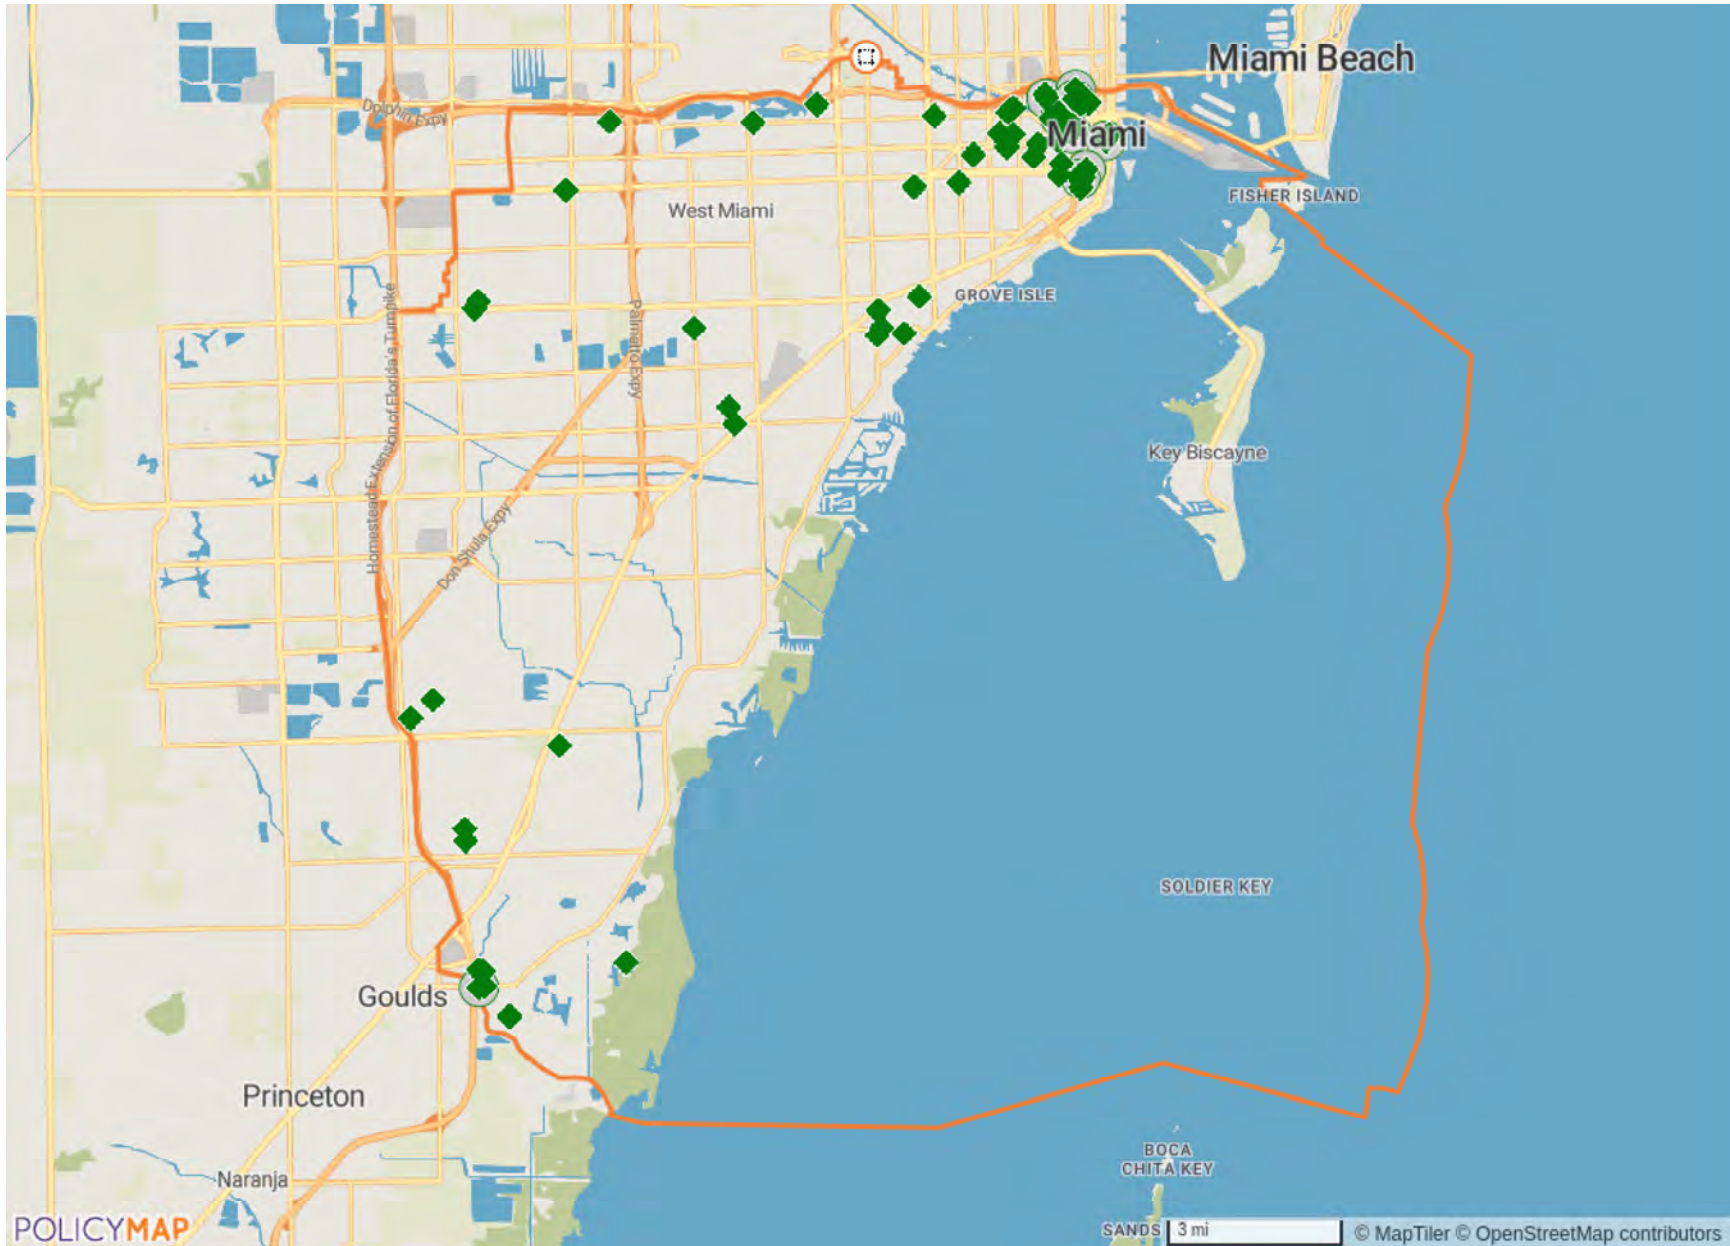 Miami Beach
Dolphin Expy
Miami
FISHER ISLAND
West Miami
GROVE ISLE
Homestead Extension of Florida's Turnpike
Palmetto Expy
Key Biscayne
Don Shula Expy
SOLDIER KEY
Goulds
Princeton
BOCA
CHITA KEY
Naranja
POLICYMAP
SANDS
3 mi
© MapTiler © OpenStreetMap contributors